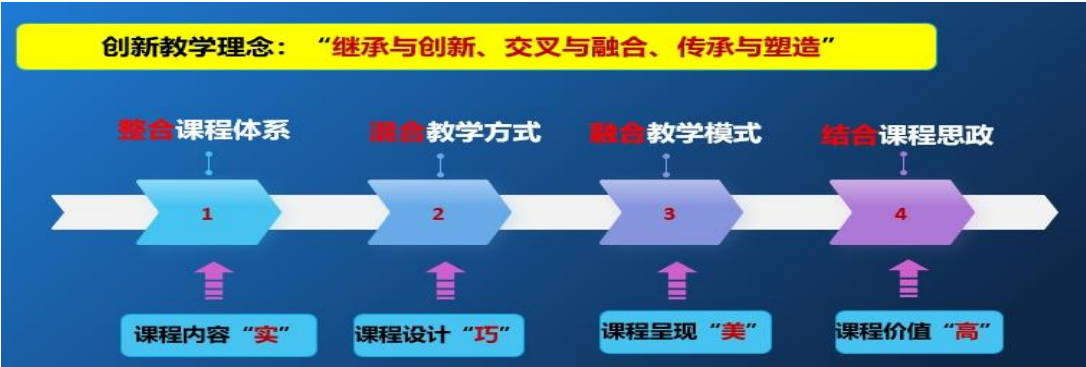 创新教学理念：“继承与创新、交叉与融合、传承与塑造”
整合课程体系
混合教学方式
融合教学模式
结合课程思政
1
2
3
4
课程内容“实”
课程设计“巧”
课程呈现“美”
课程价值“高”